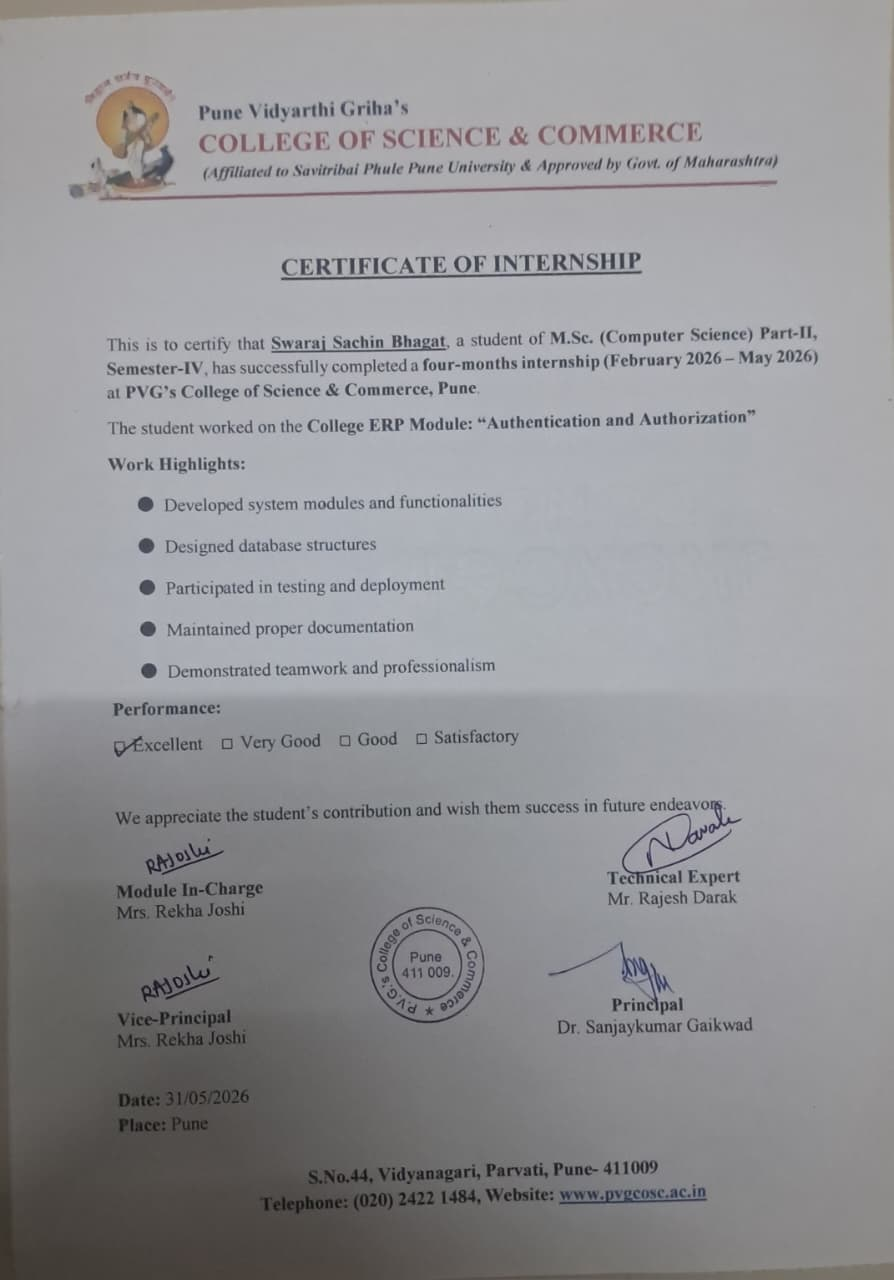 Pune Vidyarthi Griha's
COLLEGE OF SCIENCE & COMMERCE
(Affiliated to Savitribai Phule Pune University & Approved by Govt. of Maharashtra)
CERTIFICATE OF INTERNSHIP
This is to certify that Swaraj Sachin Bhagat, a student of M.Sc. (Computer Science) Part-II,
Semester-IV, has successfully completed a four-months internship (February 2026 – May 2026)
at PVG's College of Science & Commerce, Pune.
The student worked on the College ERP Module: “Authentication and Authorization”
Work Highlights:
● Developed system modules and functionalities
● Designed database structures
● Participated in testing and deployment
● Maintained proper documentation
● Demonstrated teamwork and professionalism
Performance:
☑ Excellent ☐ Very Good ☐ Good ☐ Satisfactory
We appreciate the student's contribution and wish them success in future endeavors.
RAJoshi
Module In-Charge
Mrs. Rekha Joshi
Darak
Technical Expert
Mr. Rajesh Darak
P.V.G.'s College of Science & Commerce ★
Pune
411 009.
RAJoshi
Vice-Principal
Mrs. Rekha Joshi
Principal
Dr. Sanjaykumar Gaikwad
Date: 31/05/2026
Place: Pune
S.No.44, Vidyanagari, Parvati, Pune- 411009
Telephone: (020) 2422 1484, Website: www.pvgcosc.ac.in